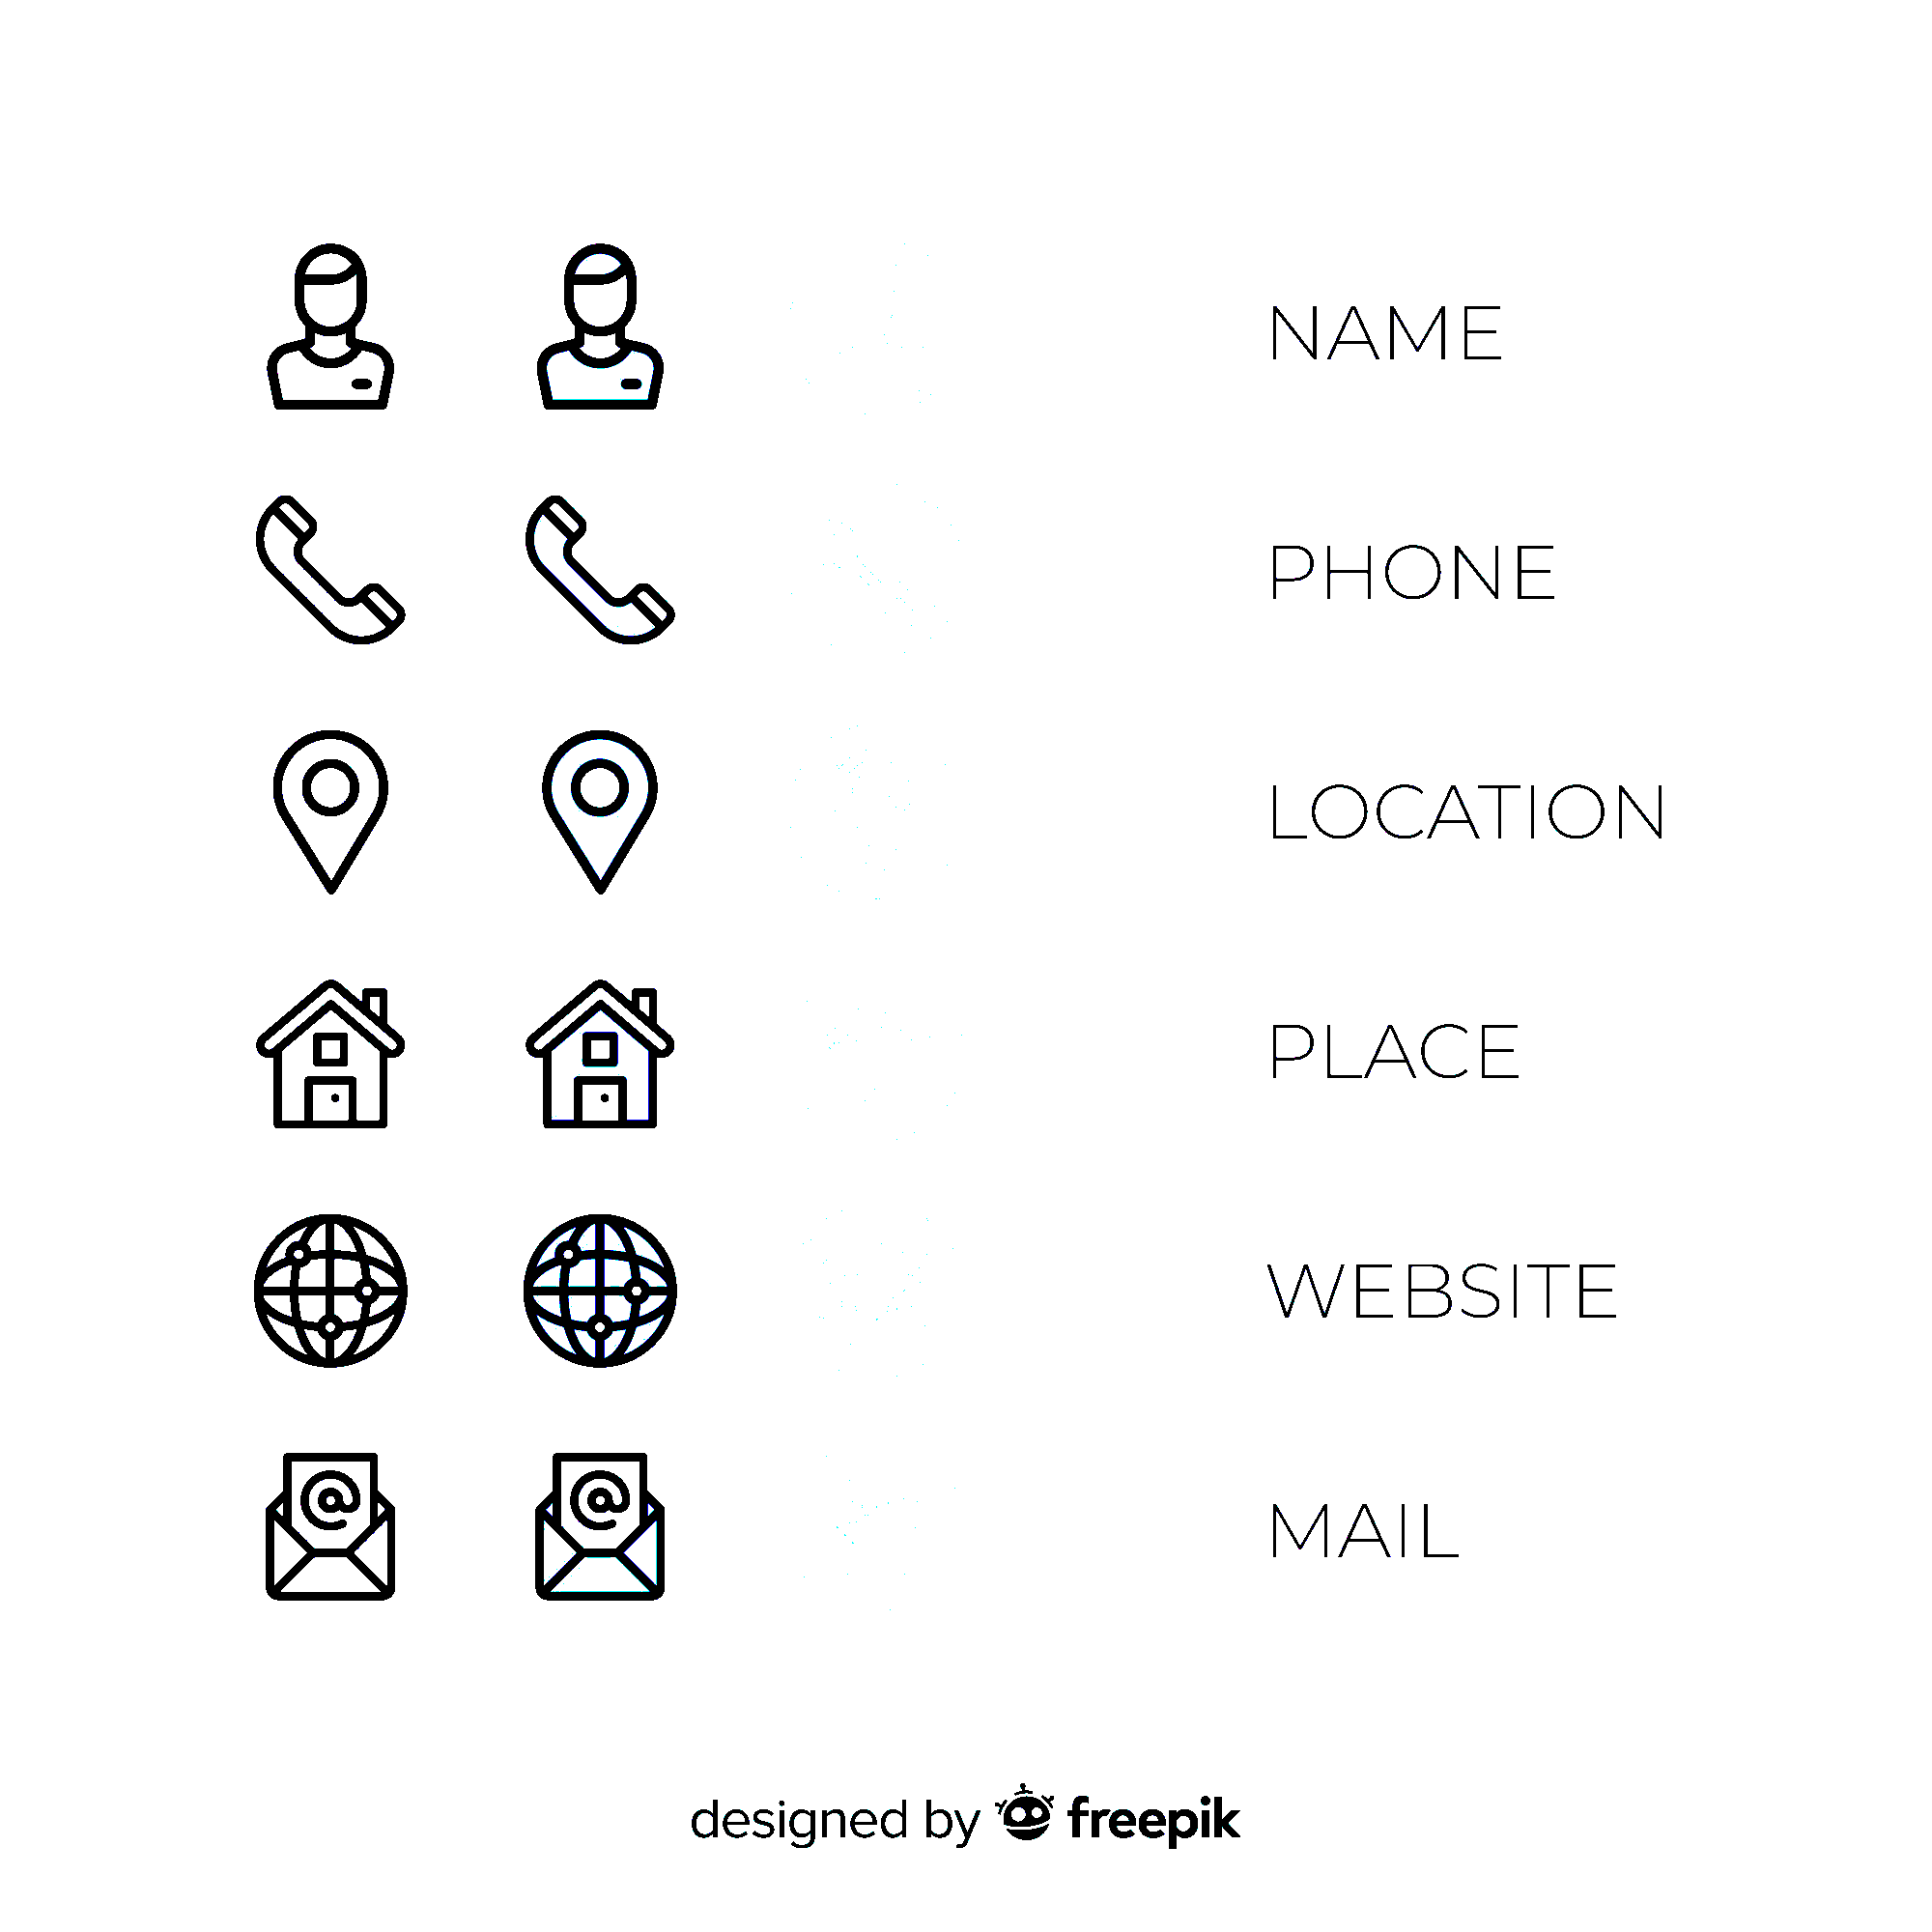 NAME
PHONE
LOCATION
PLACE
WEBSITE
@ @
MAIL
designed by freepik